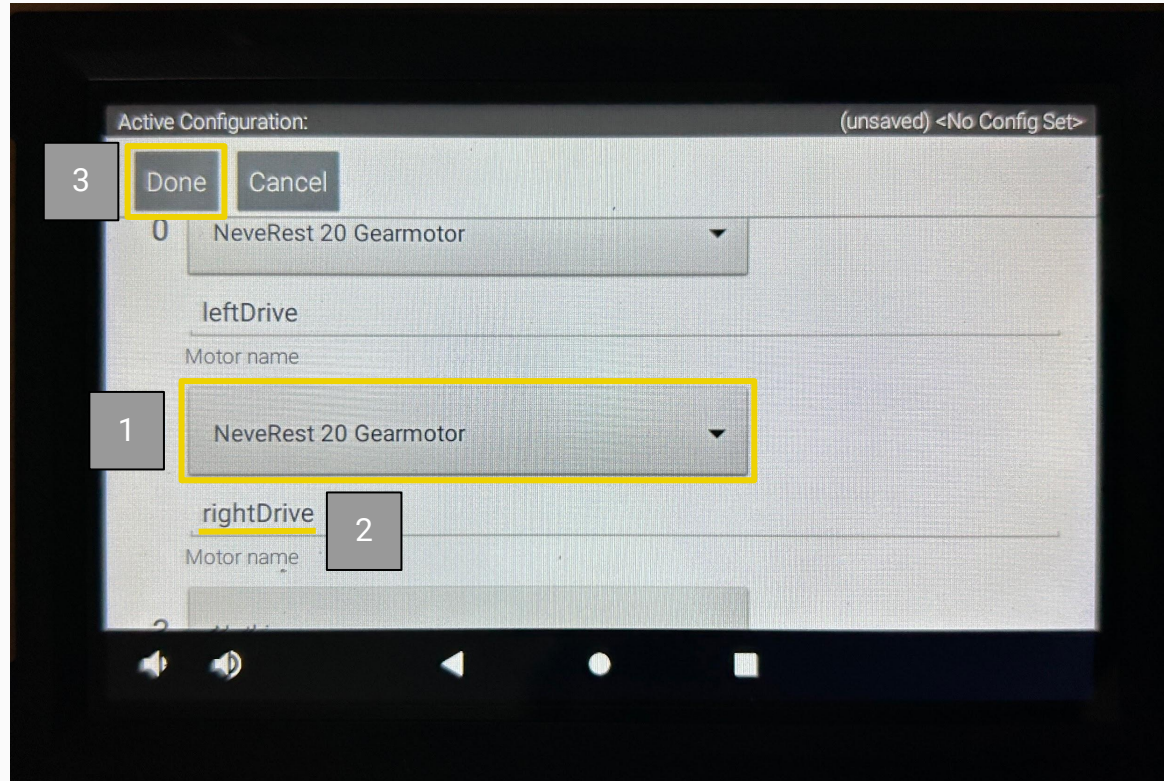 Active Configuration: (unsaved) <No Config Set>
3 Done Cancel
0 NeveRest 20 Gearmotor
leftDrive
Motor name
1 NeveRest 20 Gearmotor
rightDrive 2
Motor name